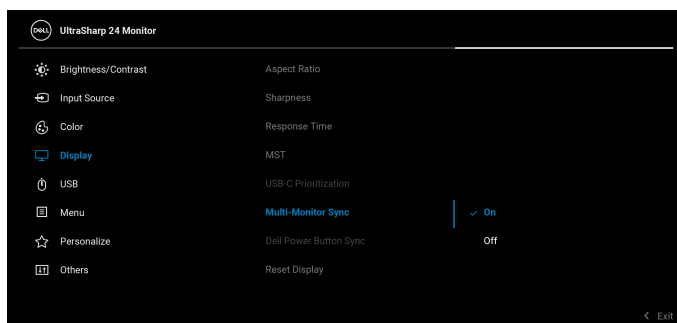 DELL UltraSharp 24 Monitor
Brightness/Contrast Aspect Ratio
Input Source Sharpness
Color Response Time
Display MST
USB USB-C Prioritization
Menu Multi-Monitor Sync On
Personalize Dell Power Button Sync Off
Others Reset Display
Exit